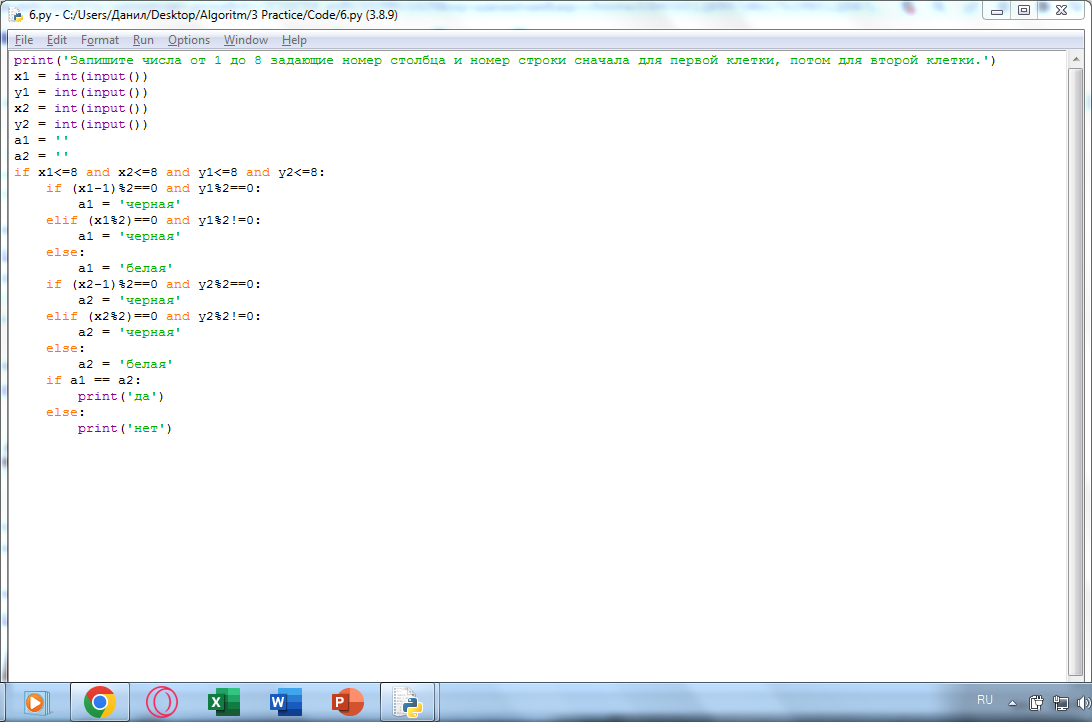 6.py - C:/Users/Данил/Desktop/Algoritm/3 Practice/Code/6.py (3.8.9)
File Edit Format Run Options Window Help
print('Запишите числа от 1 до 8 задающие номер столбца и номер строки сначала для первой клетки, потом для второй клетки.')
x1 = int(input())
y1 = int(input())
x2 = int(input())
y2 = int(input())
a1 = ''
a2 = ''
if x1<=8 and x2<=8 and y1<=8 and y2<=8:
    if (x1-1)%2==0 and y1%2==0:
        a1 = 'черная'
    elif (x1%2)==0 and y1%2!=0:
        a1 = 'черная'
    else:
        a1 = 'белая'
    if (x2-1)%2==0 and y2%2==0:
        a2 = 'черная'
    elif (x2%2)==0 and y2%2!=0:
        a2 = 'черная'
    else:
        a2 = 'белая'
    if a1 == a2:
        print('да')
    else:
        print('нет')
X W P RU